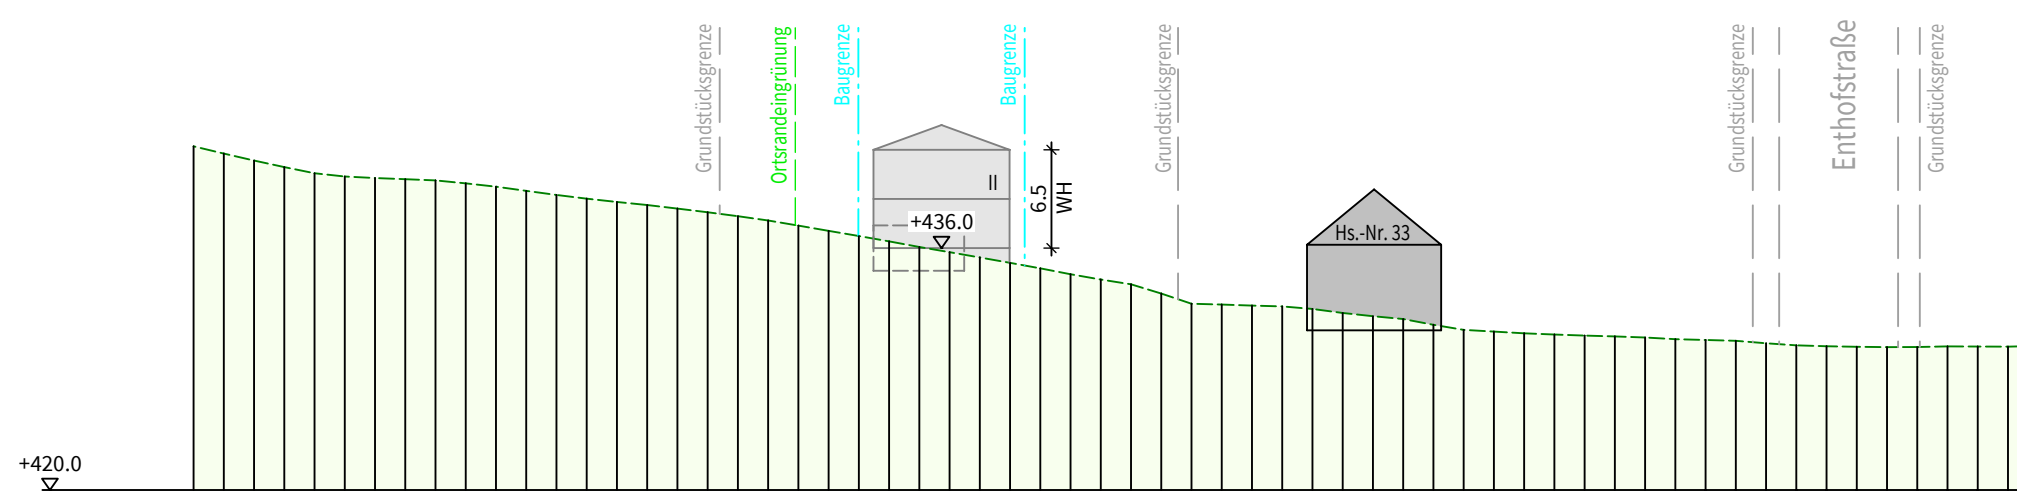 Grundstücksgrenze
Ortsrandeingrünung
Baugrenze
Baugrenze
Grundstücksgrenze
Grundstücksgrenze
Enthofstraße
Grundstücksgrenze
II
6.5
WH
+436.0
Hs.-Nr. 33
+420.0